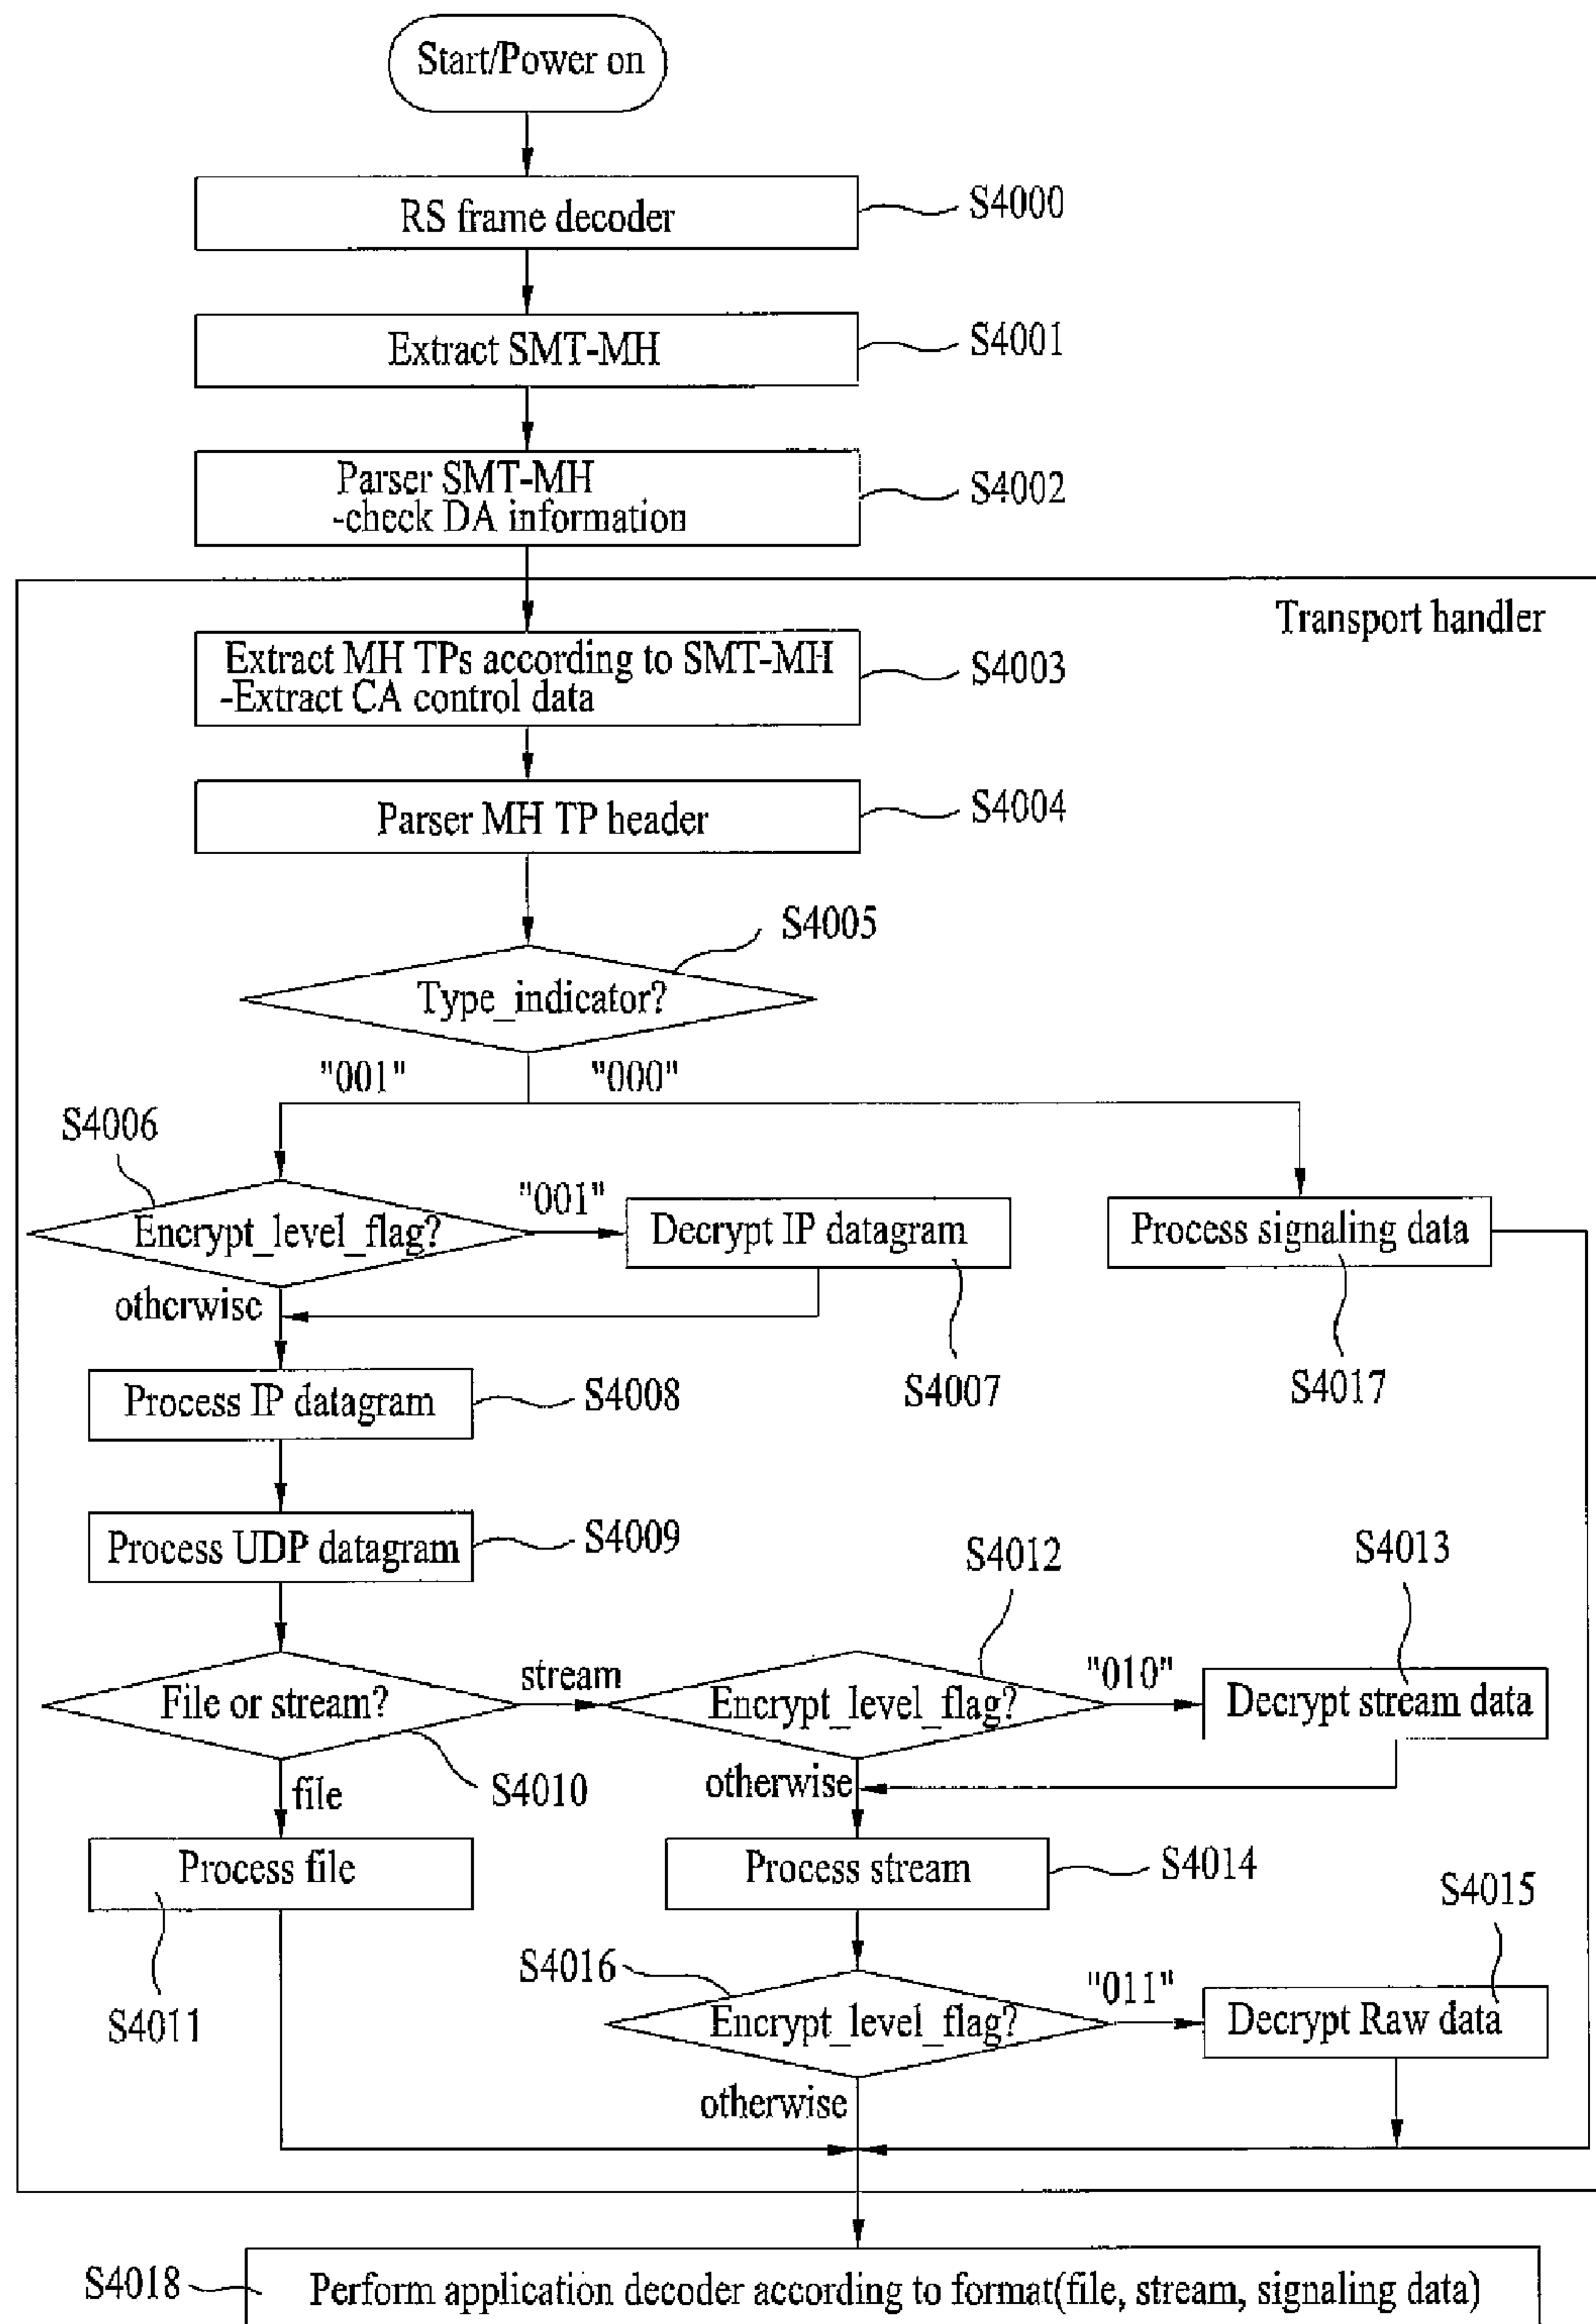 Start/Power on
RS frame decoder
S4000
Extract SMT-MH
S4001
Parser SMT-MH
-check DA information
S4002
Transport handler
Extract MH TPs according to SMT-MH
-Extract CA control data
S4003
Parser MH TP header
S4004
S4005
Type_indicator?
"001"
"000"
S4006
Encrypt_level_flag?
"001"
Decrypt IP datagram
Process signaling data
otherwise
S4007
S4017
Process IP datagram
S4008
Process UDP datagram
S4009
S4012
S4013
File or stream?
stream
Encrypt_level_flag?
"010"
Decrypt stream data
file
S4010
otherwise
Process file
Process stream
S4014
S4015
S4011
S4016
Encrypt_level_flag?
"011"
Decrypt Raw data
otherwise
S4018
Perform application decoder according to format(file, stream, signaling data)